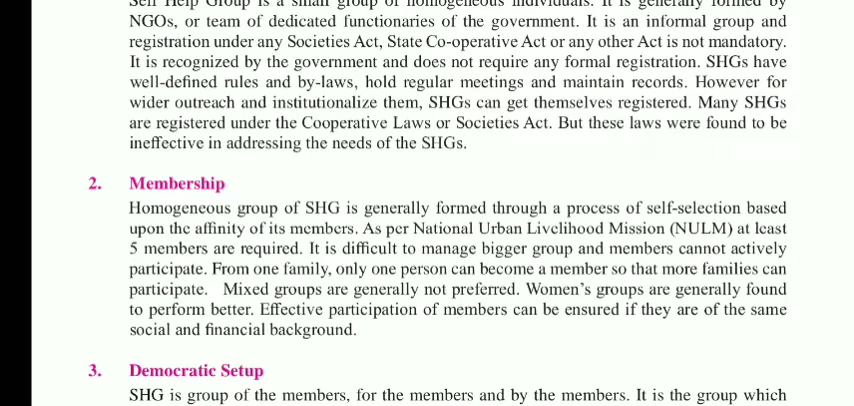 Self Help Group is a small group of homogeneous individuals. It is generally formed by
NGOs, or team of dedicated functionaries of the government. It is an informal group and
registration under any Societies Act, State Co-operative Act or any other Act is not mandatory.
It is recognized by the government and does not require any formal registration. SHGs have
well-defined rules and by-laws, hold regular meetings and maintain records. However for
wider outreach and institutionalize them, SHGs can get themselves registered. Many SHGs
are registered under the Cooperative Laws or Societies Act. But these laws were found to be
ineffective in addressing the needs of the SHGs.
2. Membership
Homogeneous group of SHG is generally formed through a process of self-selection based
upon the affinity of its members. As per National Urban Livelihood Mission (NULM) at least
5 members are required. It is difficult to manage bigger group and members cannot actively
participate. From one family, only one person can become a member so that more families can
participate. Mixed groups are generally not preferred. Women's groups are generally found
to perform better. Effective participation of members can be ensured if they are of the same
social and financial background.
3. Democratic Setup
SHG is group of the members, for the members and by the members. It is the group which